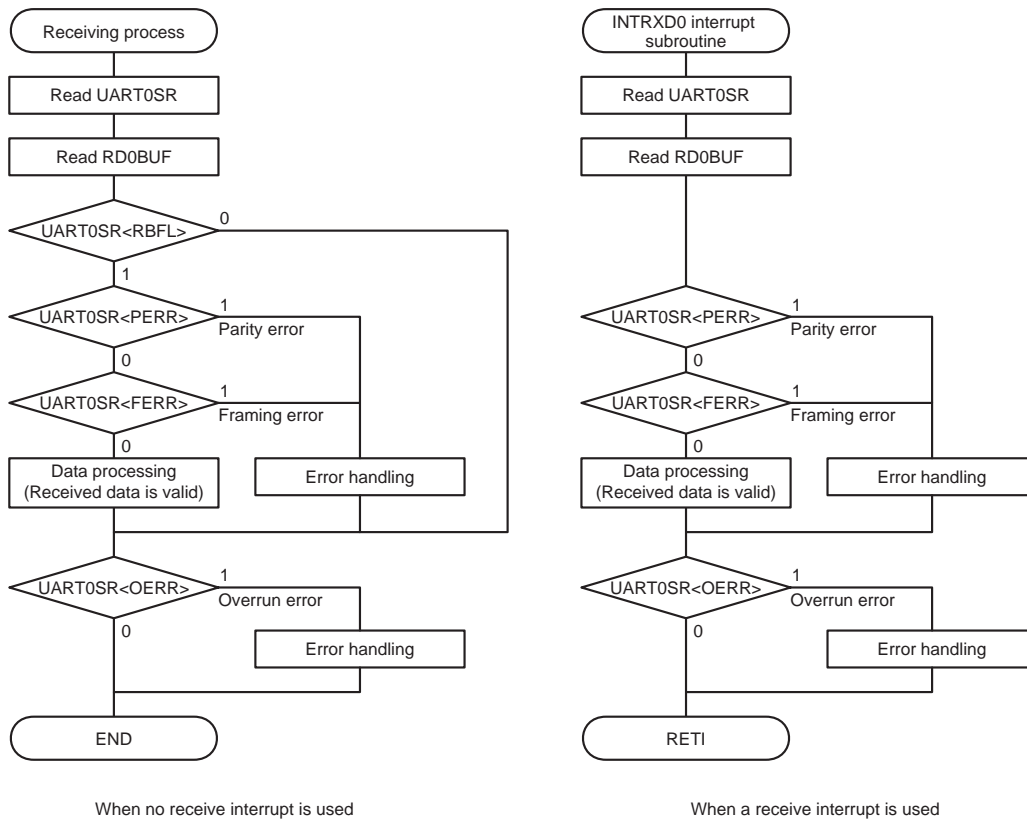 Receiving process
Read UART0SR
Read RD0BUF
UART0SR<RBFL>
0
1
UART0SR<PERR>
1
Parity error
0
UART0SR<FERR>
1
Framing error
0
Data processing
(Received data is valid)
Error handling
UART0SR<OERR>
1
Overrun error
0
Error handling
END
When no receive interrupt is used
INTRXD0 interrupt
subroutine
Read UART0SR
Read RD0BUF
UART0SR<PERR>
1
Parity error
0
UART0SR<FERR>
1
Framing error
0
Data processing
(Received data is valid)
Error handling
UART0SR<OERR>
1
Overrun error
0
Error handling
RETI
When a receive interrupt is used